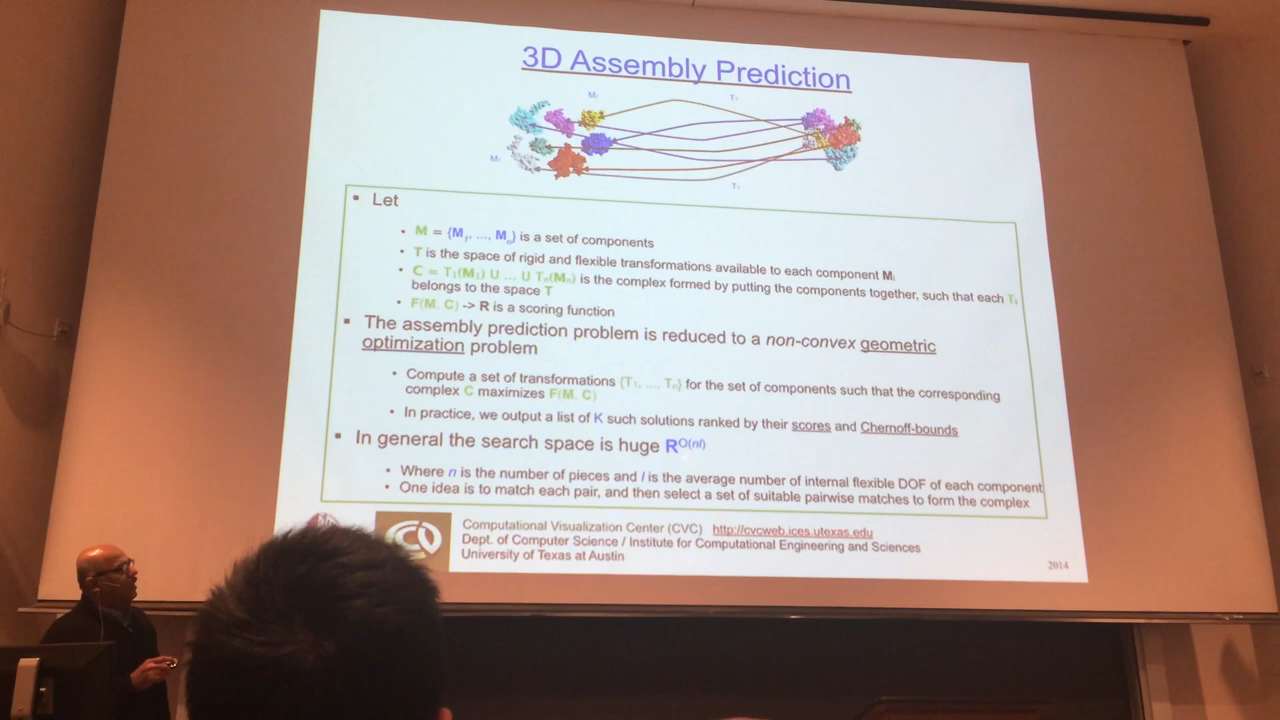 3D Assembly Prediction
▪ Let
• M = {M₁, ..., Mₙ} is a set of components
• T is the space of rigid and flexible transformations available to each component Mᵢ
• C = T₁(M₁) U ... U Tₙ(Mₙ) is the complex formed by putting the components together, such that each Tᵢ
belongs to the space T
• F(M, C) -> R is a scoring function
▪ The assembly prediction problem is reduced to a non-convex geometric
optimization problem
• Compute a set of transformations {T₁, ..., Tₙ} for the set of components such that the corresponding
complex C maximizes F(M, C)
• In practice, we output a list of K such solutions ranked by their scores and Chernoff-bounds
▪ In general the search space is huge R^O(nl)
• Where n is the number of pieces and l is the average number of internal flexible DOF of each component
• One idea is to match each pair, and then select a set of suitable pairwise matches to form the complex
Computational Visualization Center (CVC) http://cvcweb.ices.utexas.edu
Dept. of Computer Science / Institute for Computational Engineering and Sciences
University of Texas at Austin
2014